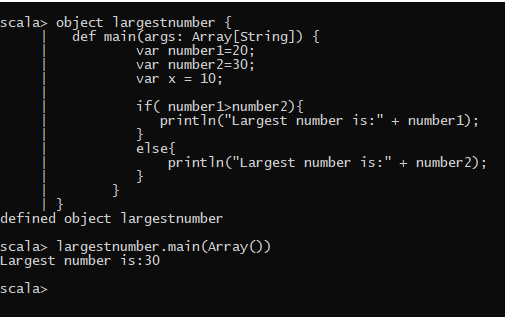 scala> object largestnumber {
     |   def main(args: Array[String]) {
     |           var number1=20;
     |           var number2=30;
     |           var x = 10;
     |
     |           if( number1>number2){
     |              println("Largest number is:" + number1);
     |           }
     |           else{
     |               println("Largest number is:" + number2);
     |           }
     |        }
     | }
defined object largestnumber
scala> largestnumber.main(Array())
Largest number is:30
scala>